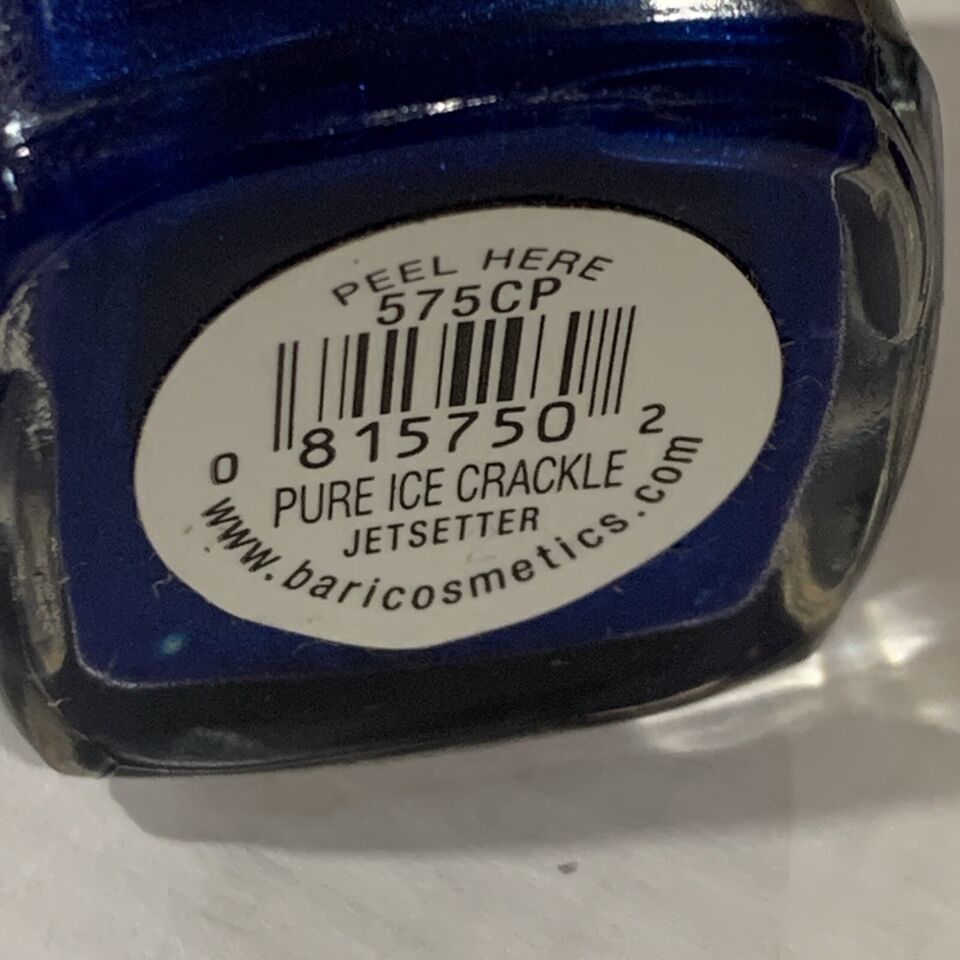 PEEL HERE
575CP
0 815750 2
PURE ICE CRACKLE
JETSETTER
www.baricosmetics.com